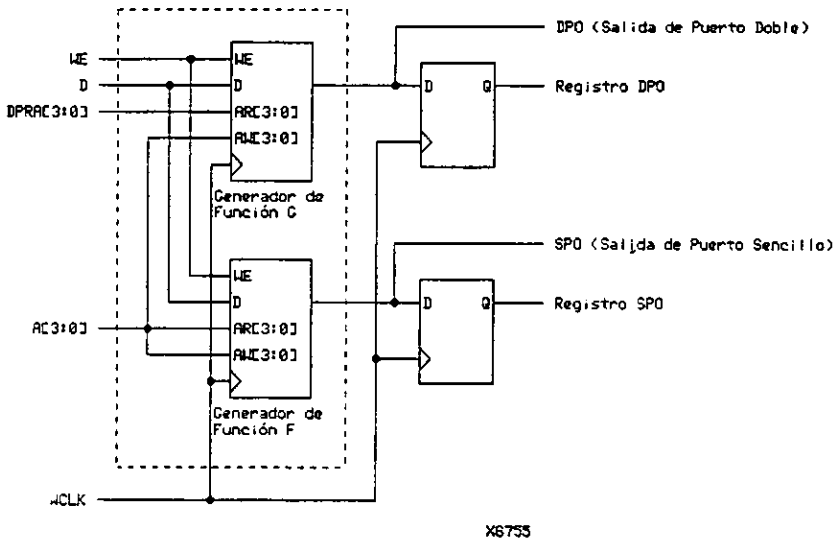 DPO (Salida de Puerto Doble)
WE
WE
D
D
D
Q
Registro DPO
DPRA[3:0]
AR[3:0]
AW[3:0]
Generador de
Función G
SPO (Salida de Puerto Sencillo)
WE
D
D
Q
Registro SPO
A[3:0]
AR[3:0]
AW[3:0]
Generador de
Función F
WCLK
X6755